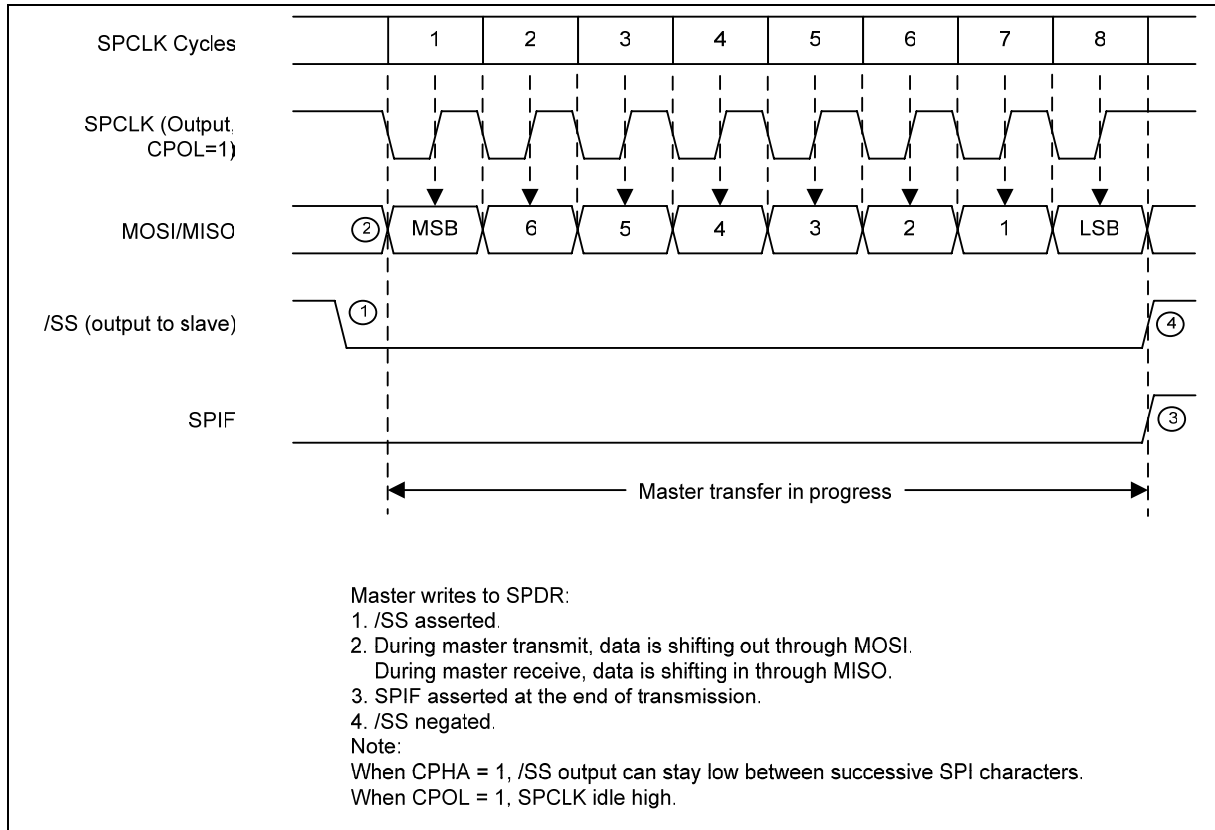 SPCLK Cycles
1 2 3 4 5 6 7 8
SPCLK (Output,
CPOL=1)
MOSI/MISO
2 MSB 6 5 4 3 2 1 LSB
/SS (output to slave)
1
4
SPIF
3
Master transfer in progress
Master writes to SPDR:
1. /SS asserted.
2. During master transmit, data is shifting out through MOSI.
During master receive, data is shifting in through MISO.
3. SPIF asserted at the end of transmission.
4. /SS negated.
Note:
When CPHA = 1, /SS output can stay low between successive SPI characters.
When CPOL = 1, SPCLK idle high.